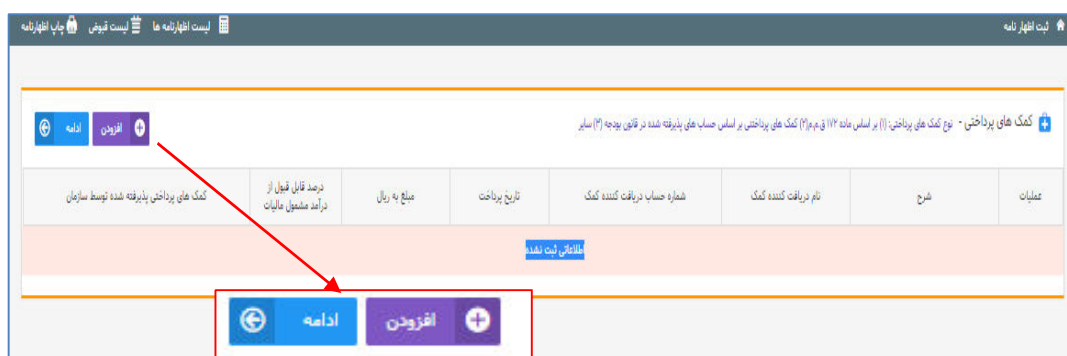 ثبت اظهار نامه
لیست اظهارنامه ها لیست قبوض چاپ اظهارنامه
کمک های پرداختی - نوع کمک های پرداختی: (۱) بر اساس ماده ۱۷۲ ق.م.م(۲) کمک های پرداختی بر اساس حساب های پذیرفته شده در قانون بودجه (۳) سایر
افزودن ادامه
عملیات شرح نام دریافت کننده کمک شماره حساب دریافت کننده کمک تاریخ پرداخت مبلغ به ریال درصد قابل قبول از درآمد مشمول مالیات کمک های پرداختی پذیرفته شده توسط سازمان
اطلاعاتی ثبت نشده
افزودن ادامه